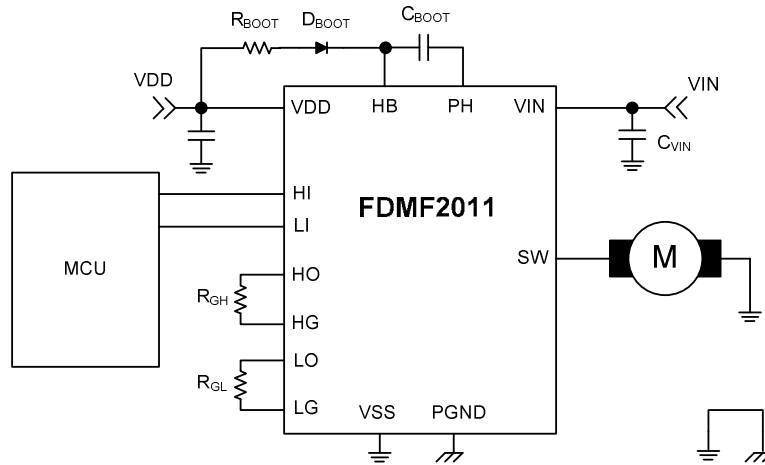 RBOOT
DBOOT
CBOOT
VDD
VIN
VDD
HB
PH
VIN
CVIN
HI
LI
FDMF2011
MCU
SW
M
HO
RGH
HG
LO
RGL
LG
VSS
PGND